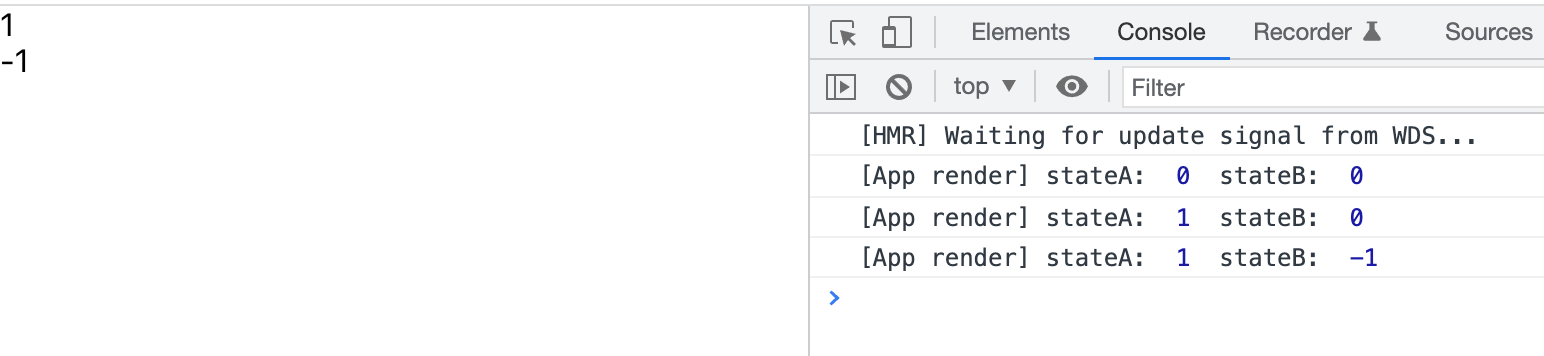 1
-1
Elements Console Recorder Sources
top ▼ Filter
[HMR] Waiting for update signal from WDS...
[App render] stateA: 0 stateB: 0
[App render] stateA: 1 stateB: 0
[App render] stateA: 1 stateB: -1
>